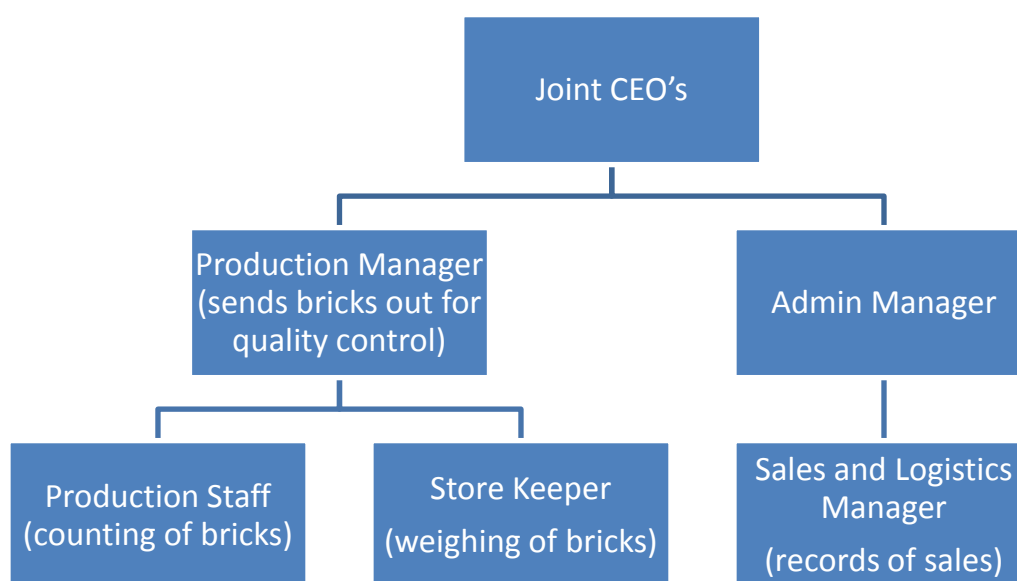 Joint CEO’s
Production Manager
(sends bricks out for
quality control)
Admin Manager
Production Staff
(counting of bricks)
Store Keeper
(weighing of bricks)
Sales and Logistics
Manager
(records of sales)